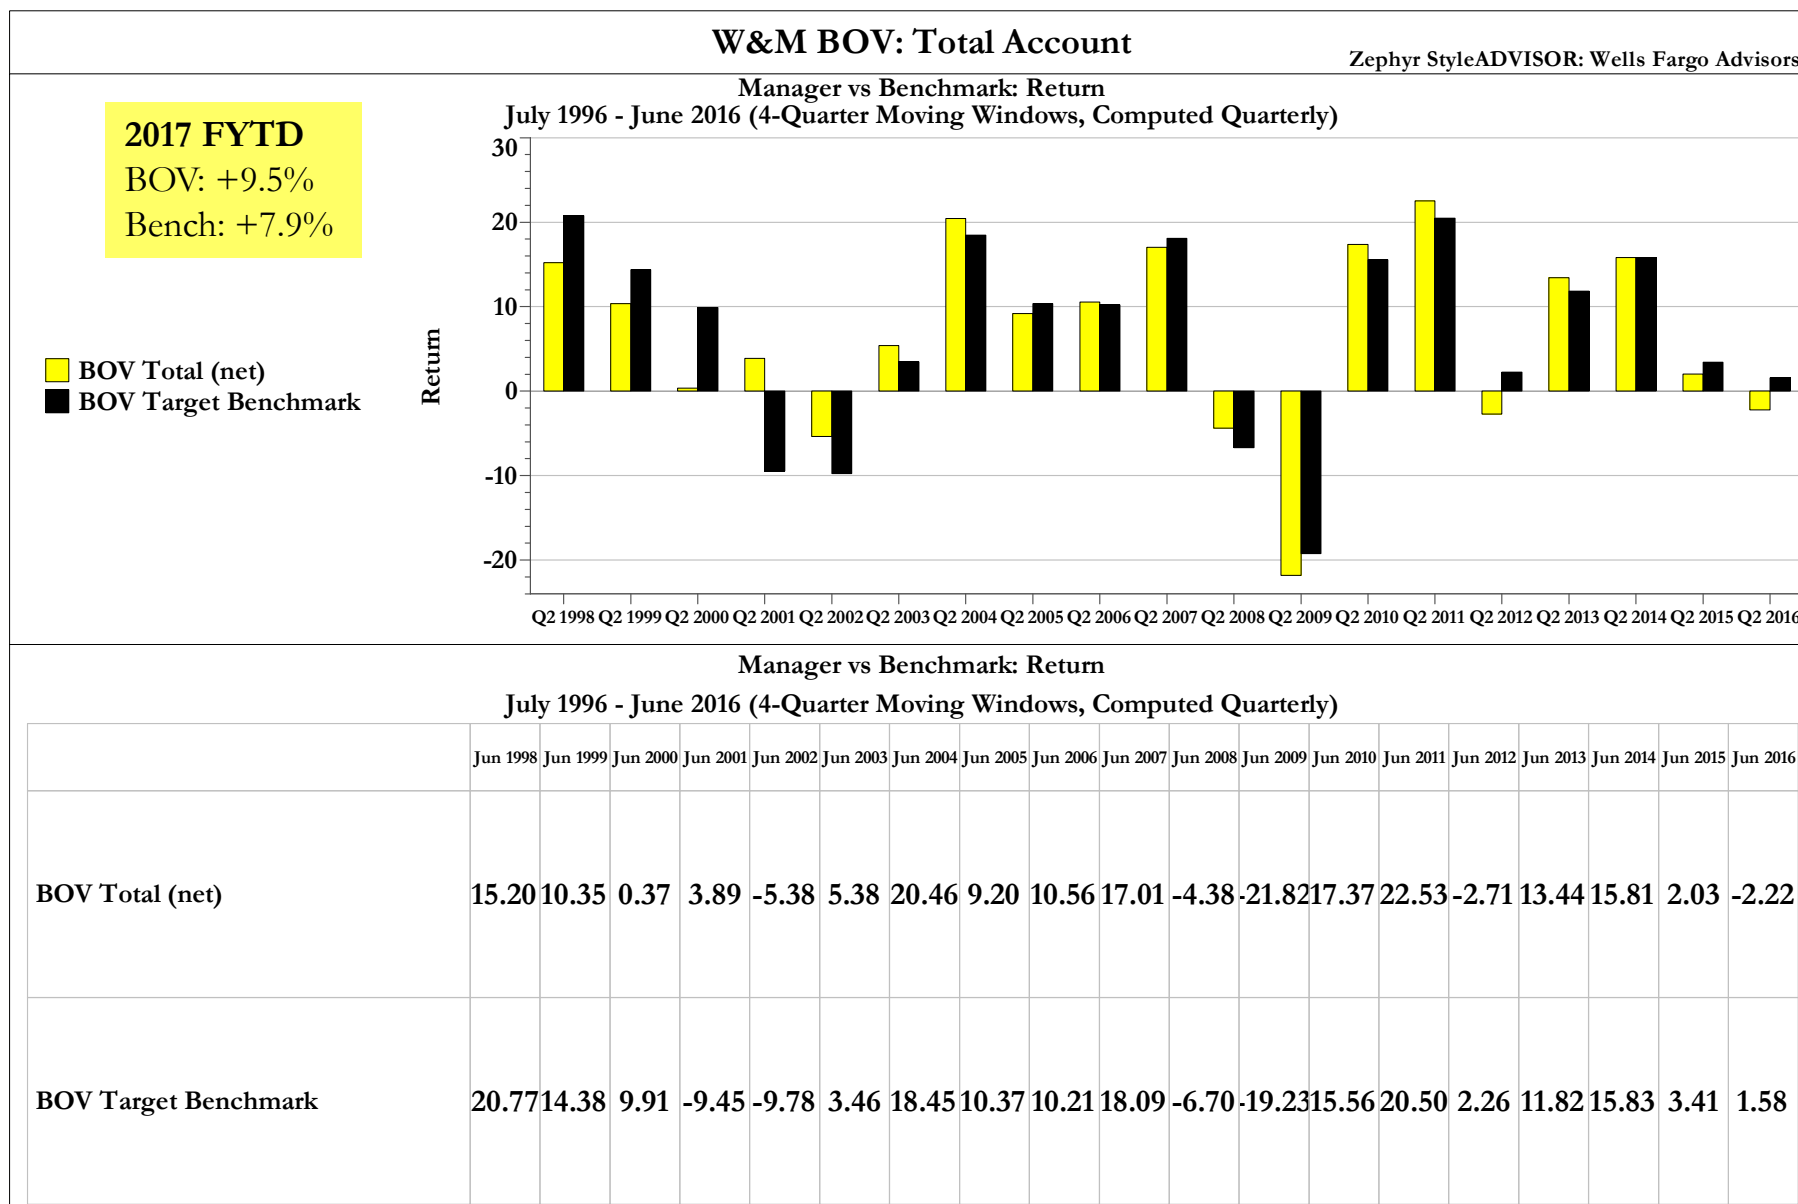 W&M BOV: Total Account
Zephyr StyleADVISOR: Wells Fargo Advisors
Manager vs Benchmark: Return
July 1996 - June 2016 (4-Quarter Moving Windows, Computed Quarterly)
2017 FYTD
BOV: +9.5%
Bench: +7.9%
BOV Total (net)
BOV Target Benchmark
Return
30
20
10
0
-10
-20
Q2 1998 Q2 1999 Q2 2000 Q2 2001 Q2 2002 Q2 2003 Q2 2004 Q2 2005 Q2 2006 Q2 2007 Q2 2008 Q2 2009 Q2 2010 Q2 2011 Q2 2012 Q2 2013 Q2 2014 Q2 2015 Q2 2016
Manager vs Benchmark: Return
July 1996 - June 2016 (4-Quarter Moving Windows, Computed Quarterly)
Jun 1998 Jun 1999 Jun 2000 Jun 2001 Jun 2002 Jun 2003 Jun 2004 Jun 2005 Jun 2006 Jun 2007 Jun 2008 Jun 2009 Jun 2010 Jun 2011 Jun 2012 Jun 2013 Jun 2014 Jun 2015 Jun 2016
BOV Total (net) 15.20 10.35 0.37 3.89 -5.38 5.38 20.46 9.20 10.56 17.01 -4.38 -21.82 17.37 22.53 -2.71 13.44 15.81 2.03 -2.22
BOV Target Benchmark 20.77 14.38 9.91 -9.45 -9.78 3.46 18.45 10.37 10.21 18.09 -6.70 -19.23 15.56 20.50 2.26 11.82 15.83 3.41 1.58